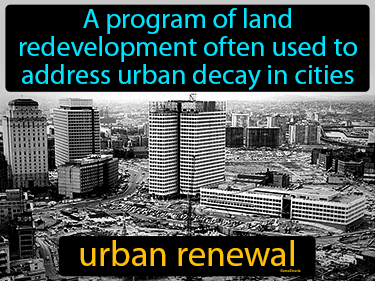 A program of land
redevelopment often used to
address urban decay in cities
urban renewal